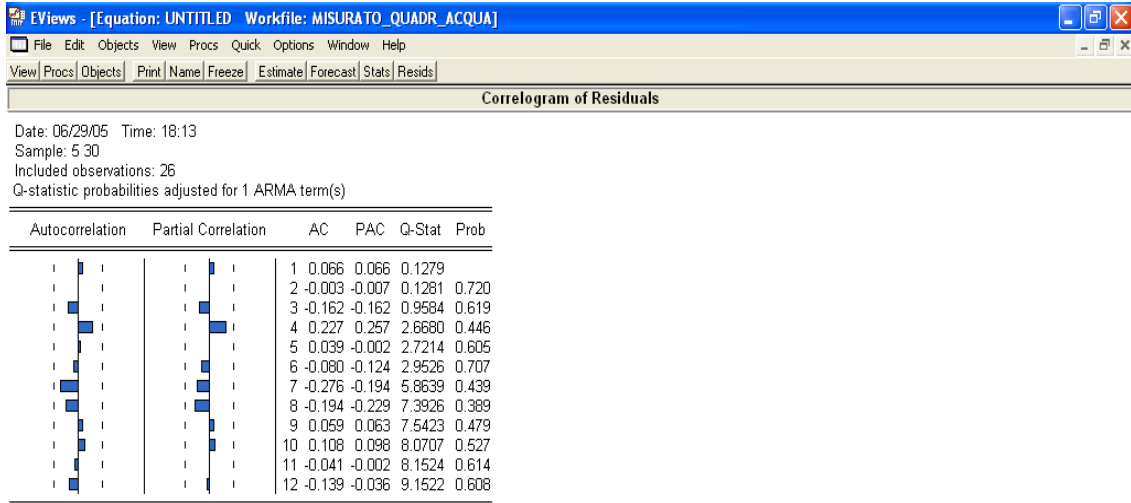 EViews - [Equation: UNTITLED Workfile: MISURATO_QUADR_ACQUA]
File Edit Objects View Procs Quick Options Window Help
View Procs Objects Print Name Freeze Estimate Forecast Stats Resids
Correlogram of Residuals
Date: 06/29/05 Time: 18:13
Sample: 5 30
Included observations: 26
Q-statistic probabilities adjusted for 1 ARMA term(s)
Autocorrelation Partial Correlation AC PAC Q-Stat Prob
1 0.066 0.066 0.1279
2 -0.003 -0.007 0.1281 0.720
3 -0.162 -0.162 0.9584 0.619
4 0.227 0.257 2.6680 0.446
5 0.039 -0.002 2.7214 0.605
6 -0.080 -0.124 2.9526 0.707
7 -0.276 -0.194 5.8639 0.439
8 -0.194 -0.229 7.3926 0.389
9 0.059 0.063 7.5423 0.479
10 0.108 0.098 8.0707 0.527
11 -0.041 -0.002 8.1524 0.614
12 -0.139 -0.036 9.1522 0.608